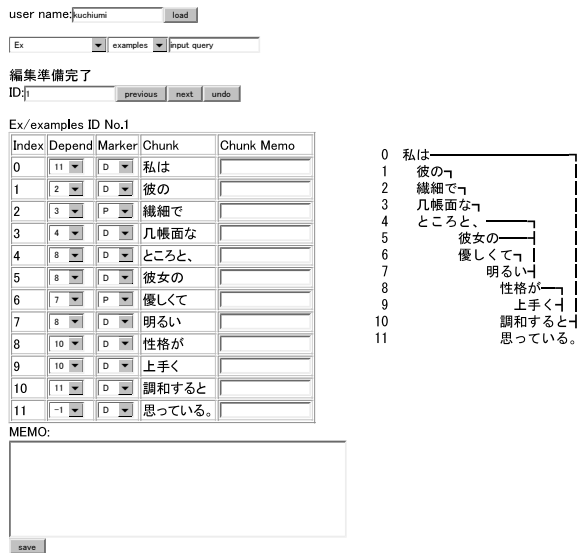 user name: kuchiumi load
Ex examples input query
編集準備完了
ID: 1 previous next undo
Ex/examples ID No.1
Index Depend Marker Chunk Chunk Memo
0 11 D 私は
1 2 D 彼の
2 3 P 繊細で
3 4 D 几帳面な
4 8 D ところと、
5 8 D 彼女の
6 7 P 優しくて
7 8 D 明るい
8 10 D 性格が
9 10 D 上手く
10 11 D 調和すると
11 -1 D 思っている。
MEMO:
save
0 私は
1 彼の
2 繊細で
3 几帳面な
4 ところと、
5 彼女の
6 優しくて
7 明るい
8 性格が
9 上手く
10 調和すると
11 思っている。